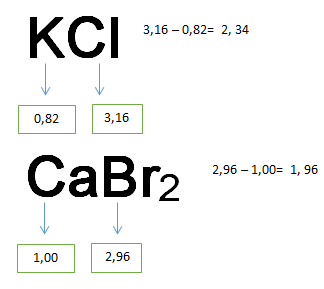 KCl 3,16 – 0,82= 2, 34
0,82 3,16
CaBr₂ 2,96 – 1,00= 1, 96
1,00 2,96